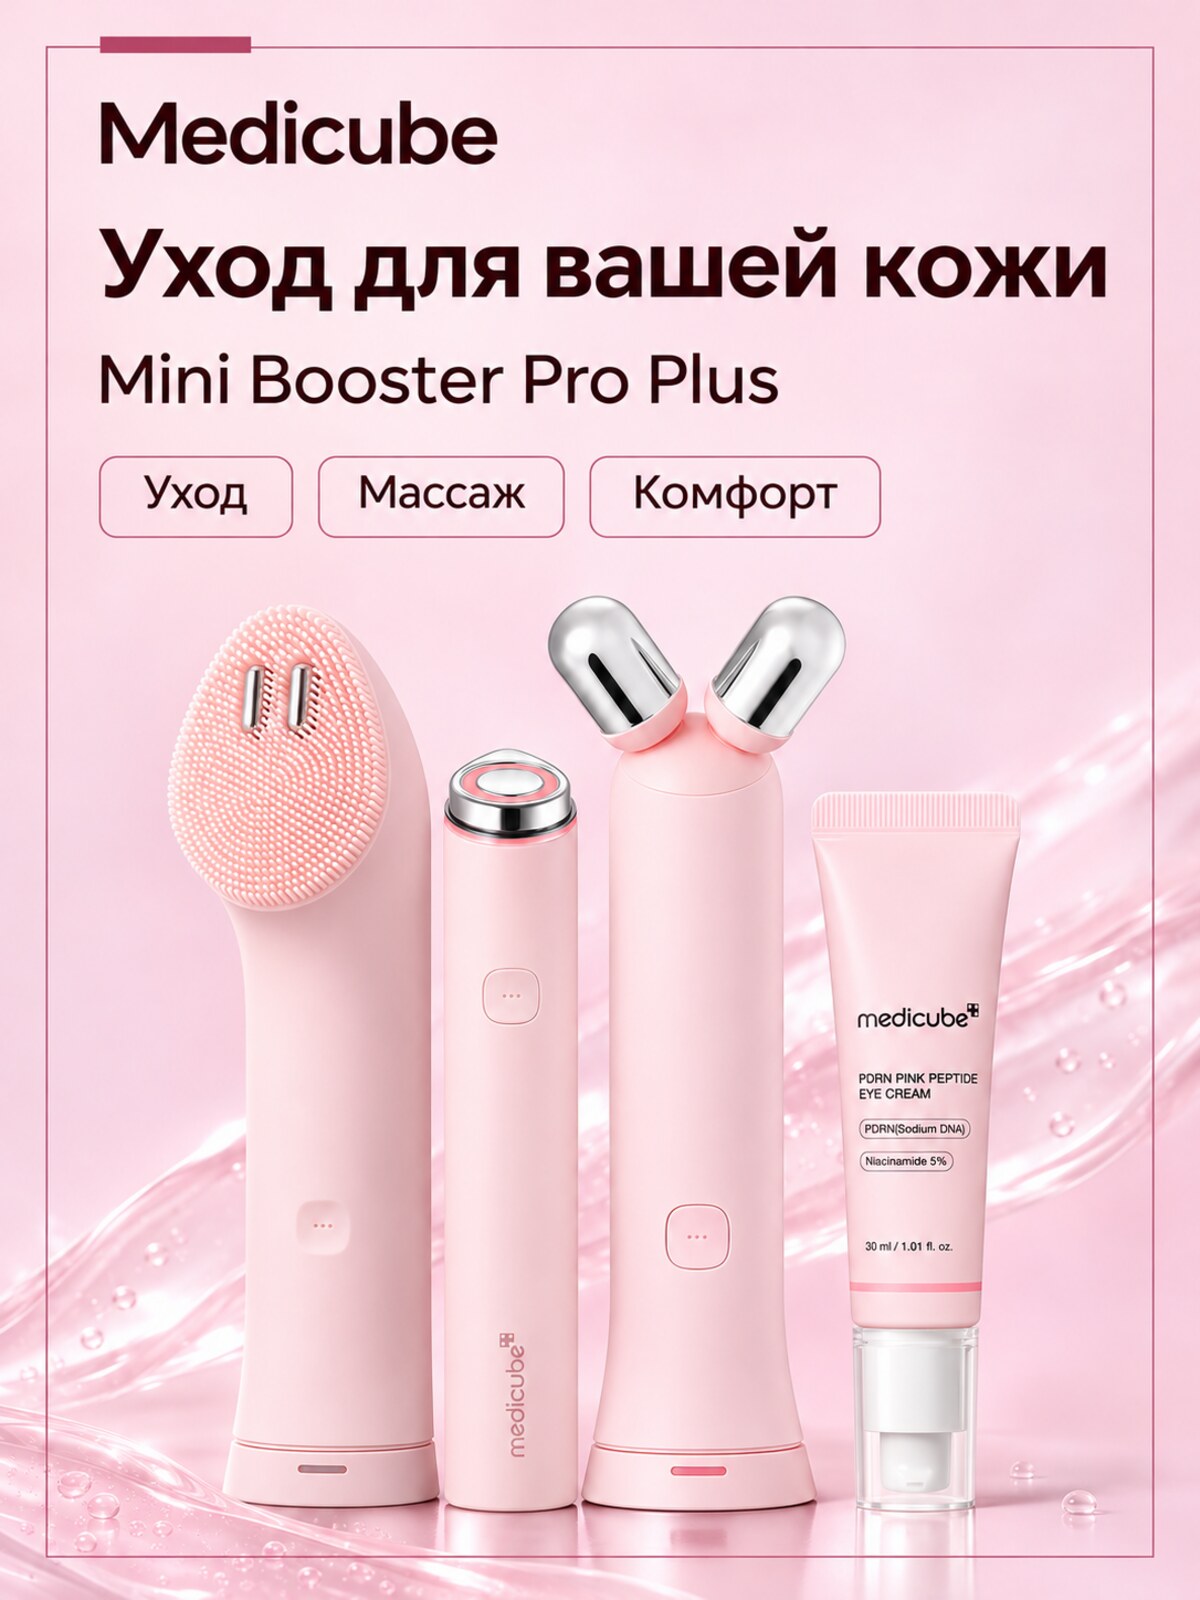 Medicube
Уход для вашей кожи
Mini Booster Pro Plus
Уход
Массаж
Комфорт
medicube
medicube
PDRN PINK PEPTIDE
EYE CREAM
PDRN(Sodium DNA)
Niacinamide 5%
30 ml / 1.01 fl. oz.